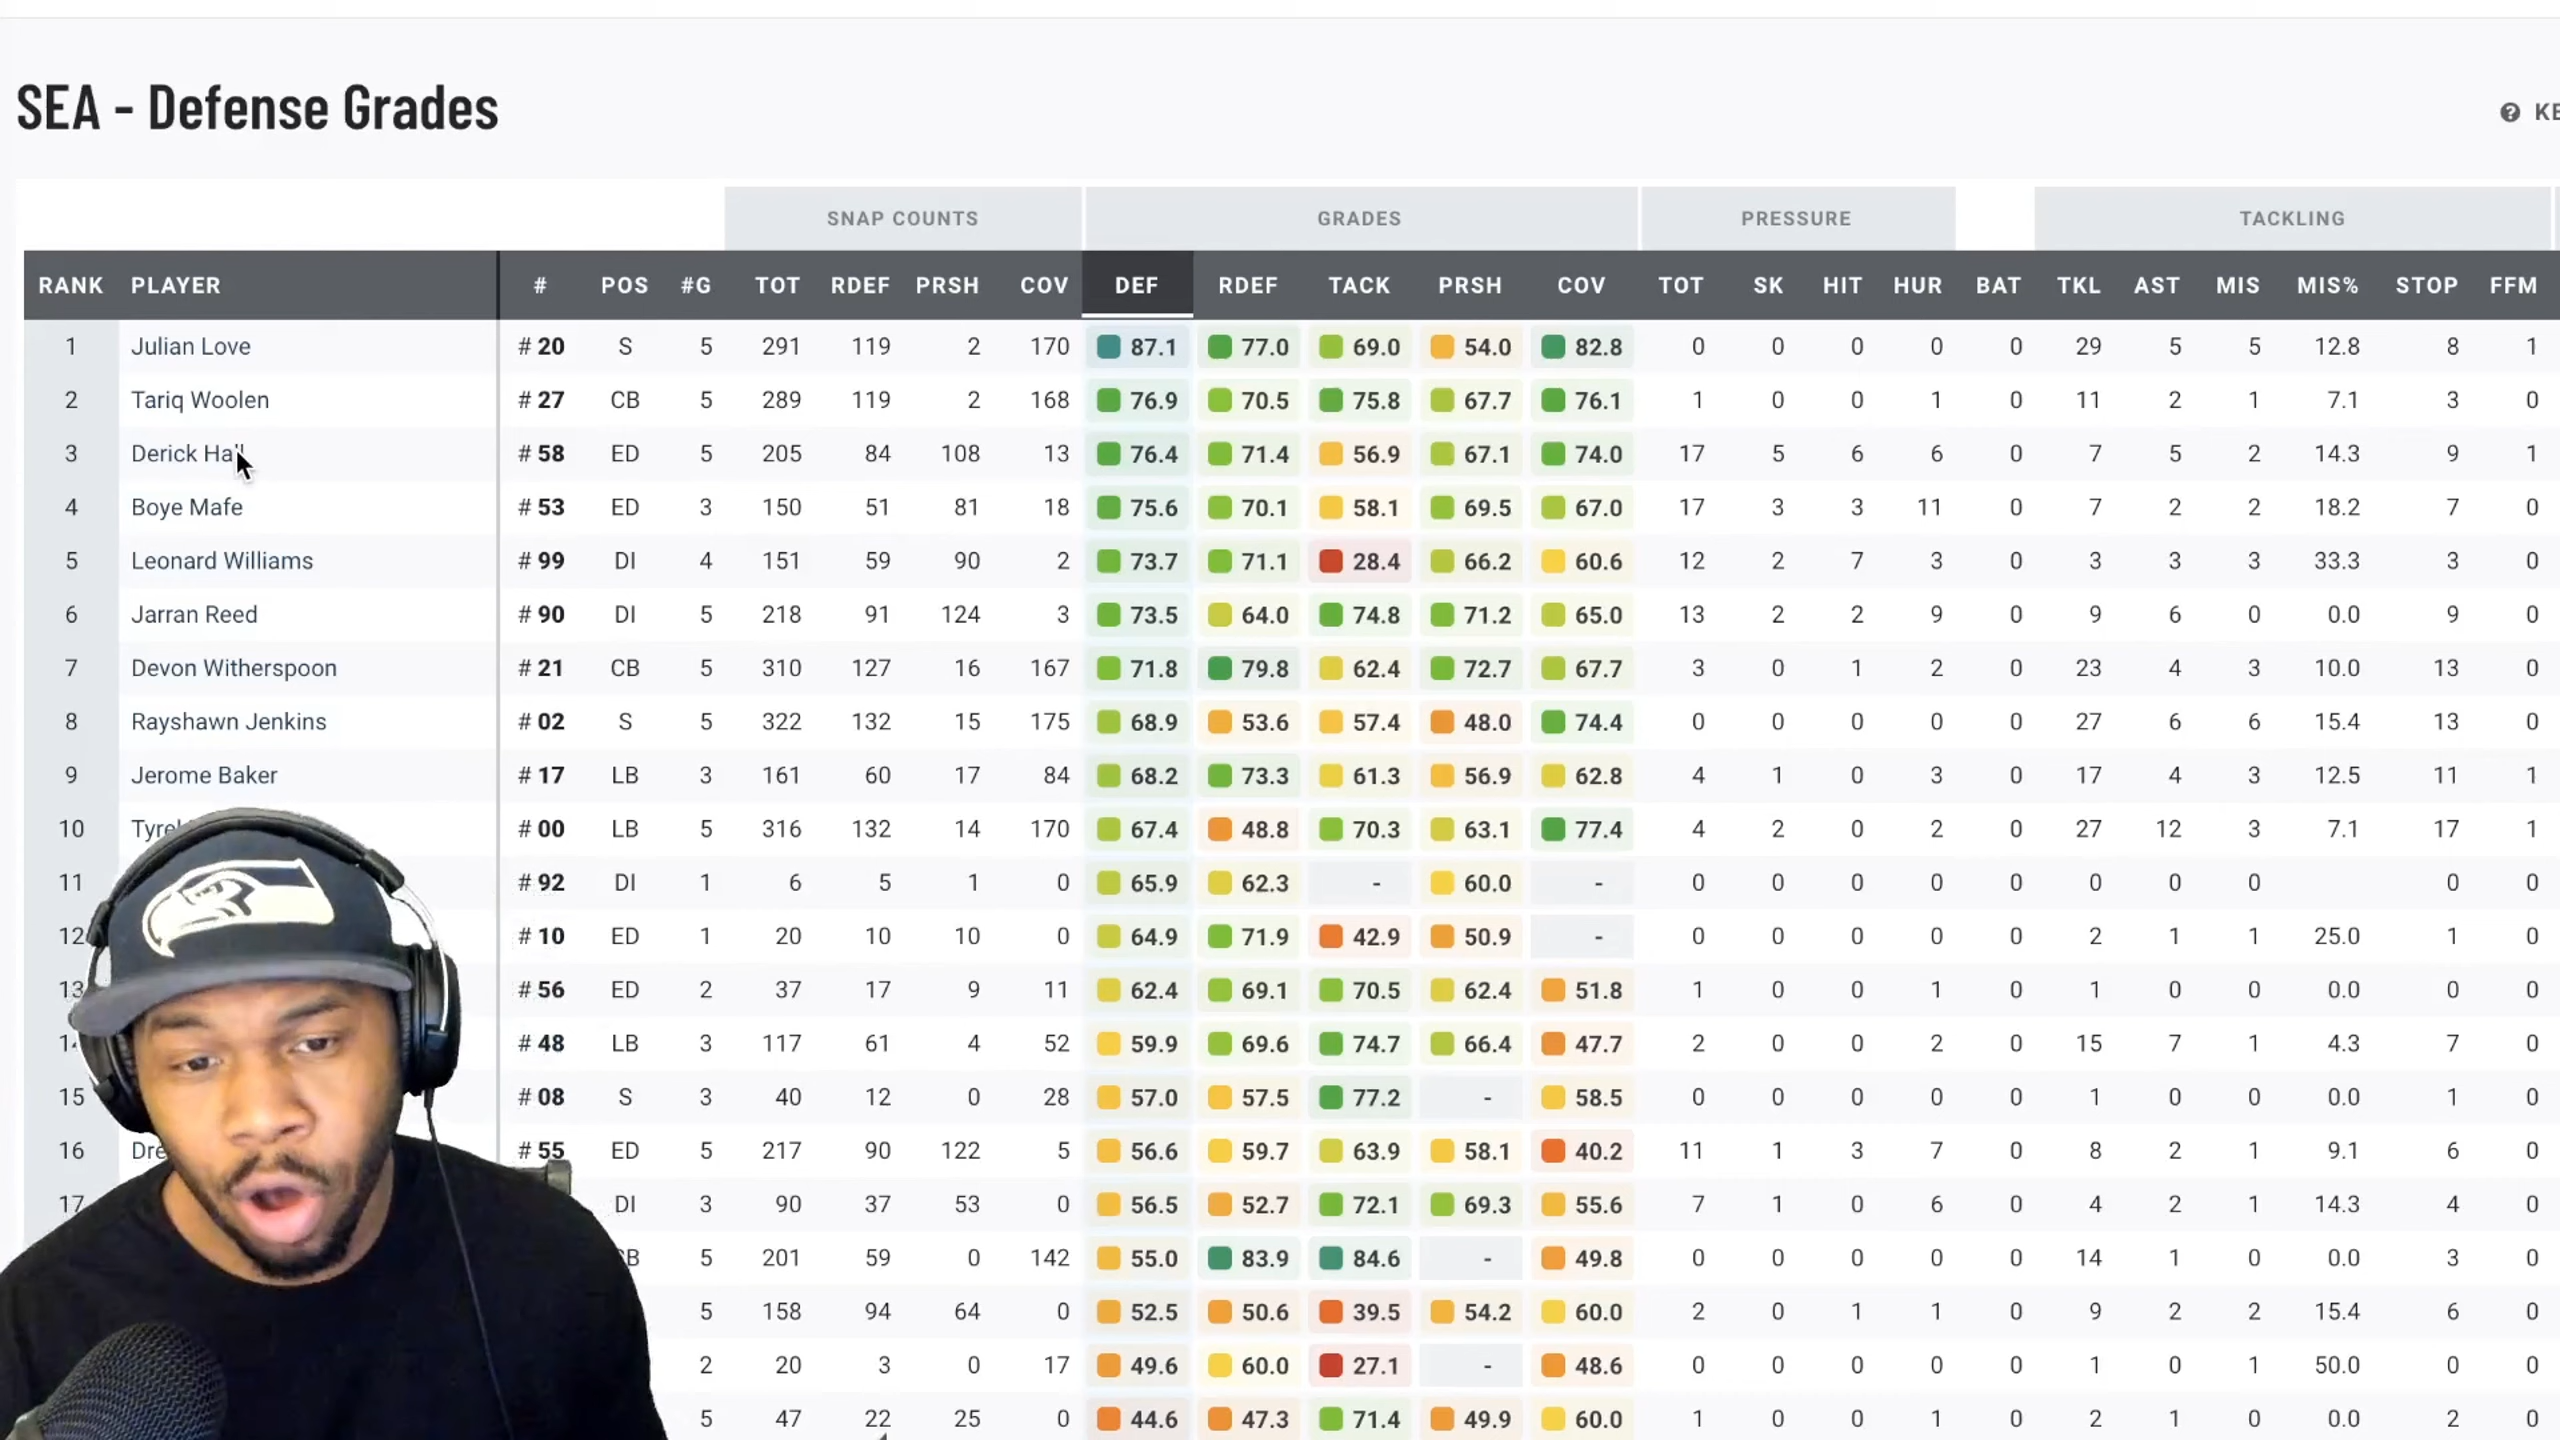 SEA - Defense Grades
KE
SNAP COUNTS GRADES PRESSURE TACKLING
RANK PLAYER # POS #G TOT RDEF PRSH COV DEF RDEF TACK PRSH COV TOT SK HIT HUR BAT TKL AST MIS MIS% STOP FFM
1 Julian Love # 20 S 5 291 119 2 170 87.1 77.0 69.0 54.0 82.8 0 0 0 0 0 29 5 5 12.8 8 1
2 Tariq Woolen # 27 CB 5 289 119 2 168 76.9 70.5 75.8 67.7 76.1 1 0 0 1 0 11 2 1 7.1 3 0
3 Derick Hall # 58 ED 5 205 84 108 13 76.4 71.4 56.9 67.1 74.0 17 5 6 6 0 7 5 2 14.3 9 1
4 Boye Mafe # 53 ED 3 150 51 81 18 75.6 70.1 58.1 69.5 67.0 17 3 3 11 0 7 2 2 18.2 7 0
5 Leonard Williams # 99 DI 4 151 59 90 2 73.7 71.1 28.4 66.2 60.6 12 2 7 3 0 3 3 3 33.3 3 0
6 Jarran Reed # 90 DI 5 218 91 124 3 73.5 64.0 74.8 71.2 65.0 13 2 2 9 0 9 6 0 0.0 9 0
7 Devon Witherspoon # 21 CB 5 310 127 16 167 71.8 79.8 62.4 72.7 67.7 3 0 1 2 0 23 4 3 10.0 13 0
8 Rayshawn Jenkins # 02 S 5 322 132 15 175 68.9 53.6 57.4 48.0 74.4 0 0 0 0 0 27 6 6 15.4 13 0
9 Jerome Baker # 17 LB 3 161 60 17 84 68.2 73.3 61.3 56.9 62.8 4 1 0 3 0 17 4 3 12.5 11 1
10 Tyrel # 00 LB 5 316 132 14 170 67.4 48.8 70.3 63.1 77.4 4 2 0 2 0 27 12 3 7.1 17 1
11 # 92 DI 1 6 5 1 0 65.9 62.3 - 60.0 - 0 0 0 0 0 0 0 0 0 0
12 # 10 ED 1 20 10 10 0 64.9 71.9 42.9 50.9 - 0 0 0 0 0 2 1 1 25.0 1 0
13 # 56 ED 2 37 17 9 11 62.4 69.1 70.5 62.4 51.8 1 0 0 1 0 1 0 0 0.0 0 0
14 # 48 LB 3 117 61 4 52 59.9 69.6 74.7 66.4 47.7 2 0 0 2 0 15 7 1 4.3 7 0
15 # 08 S 3 40 12 0 28 57.0 57.5 77.2 - 58.5 0 0 0 0 0 1 0 0 0.0 1 0
16 Dre # 55 ED 5 217 90 122 5 56.6 59.7 63.9 58.1 40.2 11 1 3 7 0 8 2 1 9.1 6 0
17 DI 3 90 37 53 0 56.5 52.7 72.1 69.3 55.6 7 1 0 6 0 4 2 1 14.3 4 0
5 201 59 0 142 55.0 83.9 84.6 - 49.8 0 0 0 0 0 14 1 0 0.0 3 0
5 158 94 64 0 52.5 50.6 39.5 54.2 60.0 2 0 1 1 0 9 2 2 15.4 6 0
2 20 3 0 17 49.6 60.0 27.1 - 48.6 0 0 0 0 0 1 0 1 50.0 0 0
5 47 22 25 0 44.6 47.3 71.4 49.9 60.0 1 0 0 1 0 2 1 0 0.0 2 0